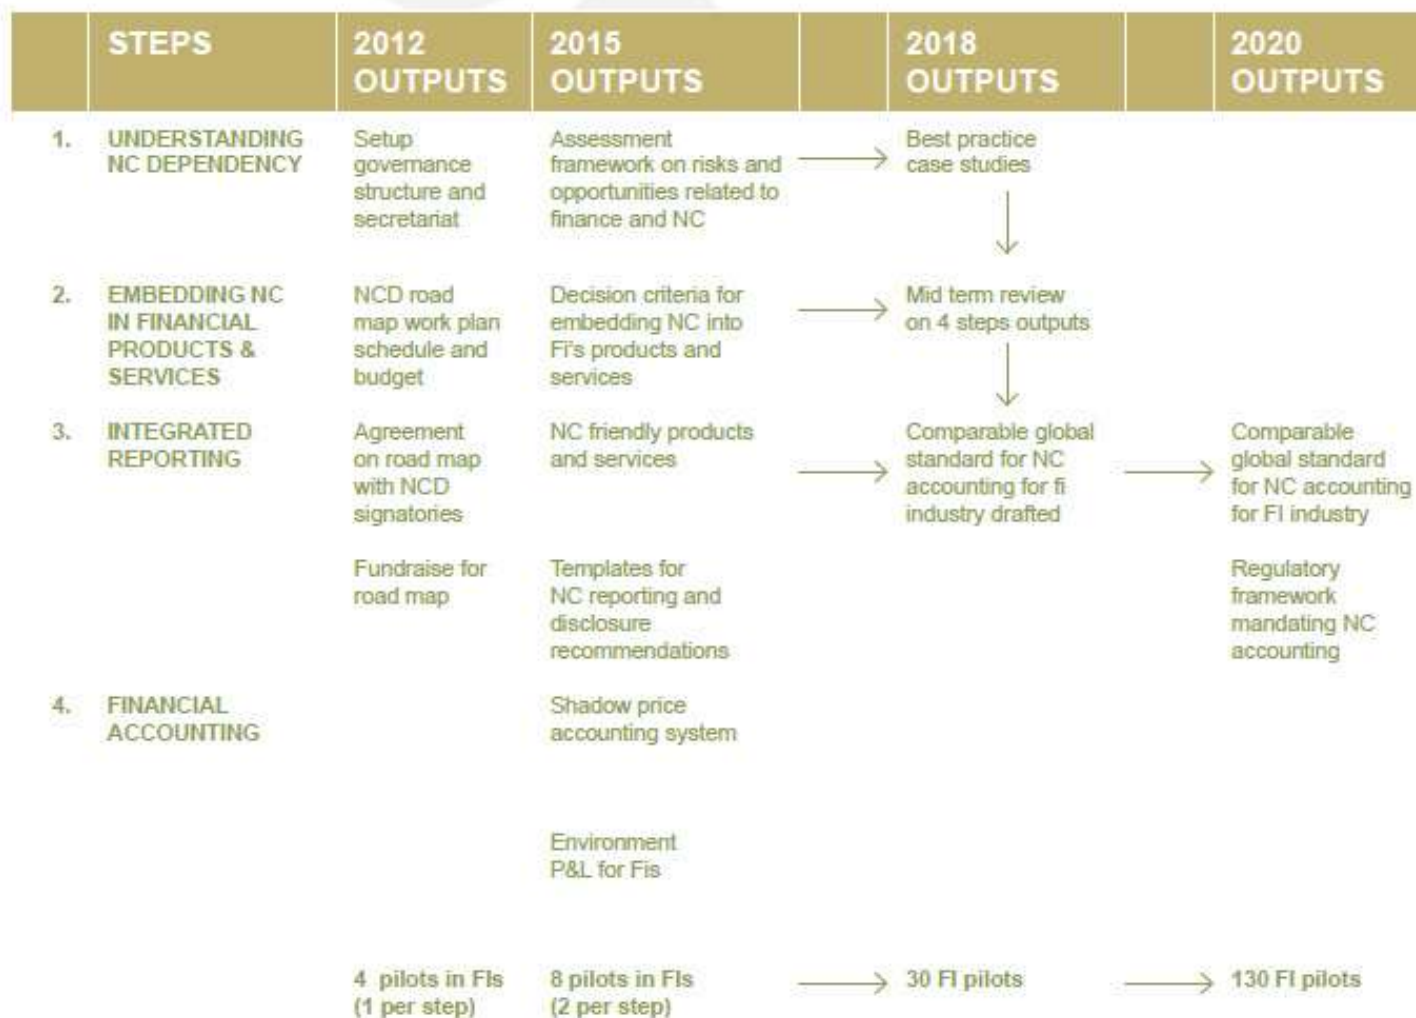 STEPS
2012
OUTPUTS
2015
OUTPUTS
2018
OUTPUTS
2020
OUTPUTS
1.
UNDERSTANDING
NC DEPENDENCY
Setup
governance
structure and
secretariat
Assessment
framework on risks and
opportunities related to
finance and NC
Best practice
case studies
2.
EMBEDDING NC
IN FINANCIAL
PRODUCTS &
SERVICES
NCD road
map work plan
schedule and
budget
Decision criteria for
embedding NC into
Fi's products and
services
Mid term review
on 4 steps outputs
3.
INTEGRATED
REPORTING
Agreement
on road map
with NCD
signatories
NC friendly products
and services
Comparable global
standard for NC
accounting for fi
industry drafted
Comparable
global standard
for NC accounting
for FI industry
Fundraise for
road map
Templates for
NC reporting and
disclosure
recommendations
Regulatory
framework
mandating NC
accounting
4.
FINANCIAL
ACCOUNTING
Shadow price
accounting system
Environment
P&L for Fis
4 pilots in FIs
(1 per step)
8 pilots in FIs
(2 per step)
30 FI pilots
130 FI pilots